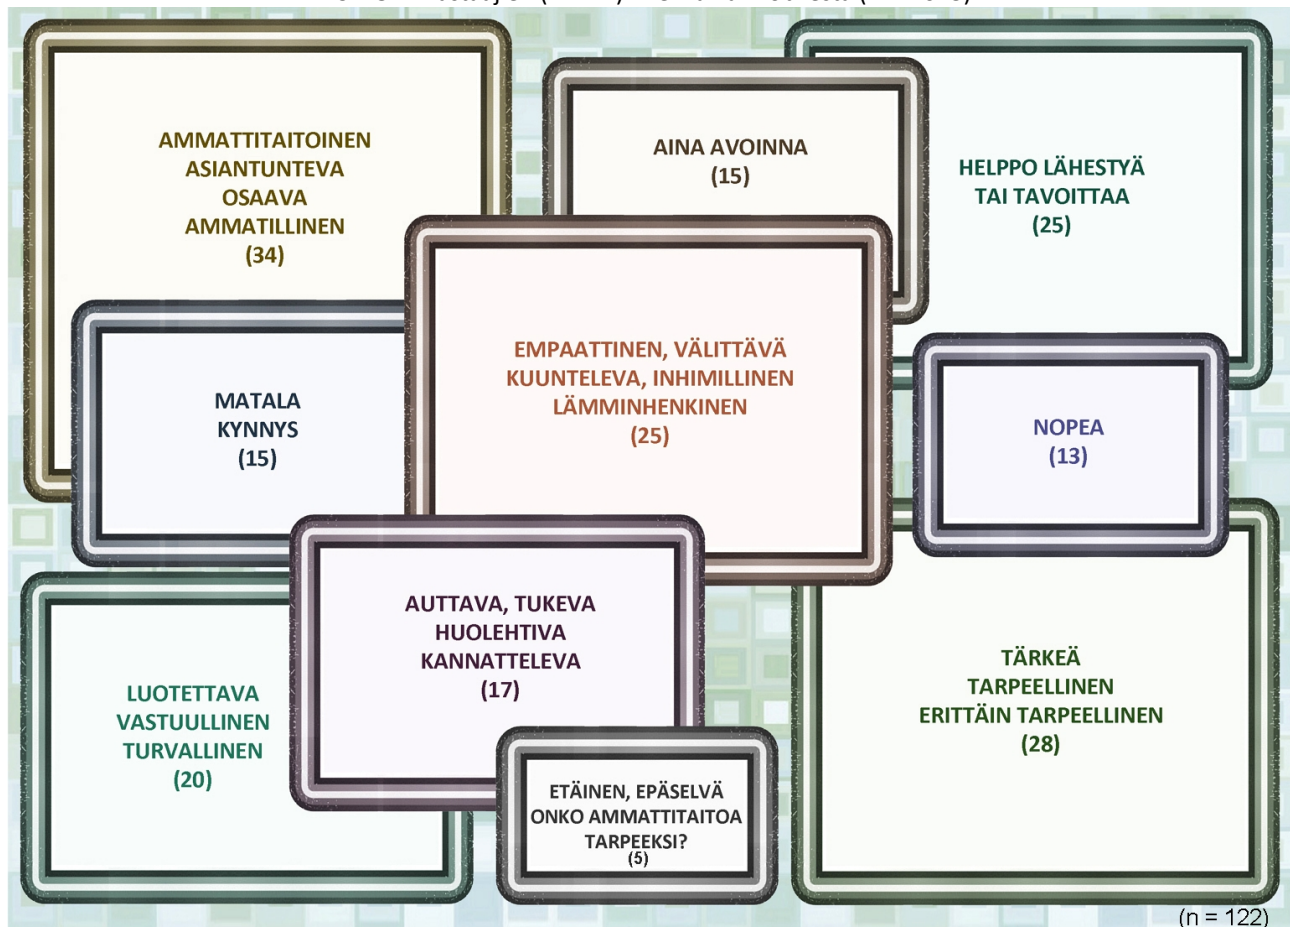 AMMATTITAITOINEN
ASIANTUNTEVA
OSAAVA
AMMATILLINEN
(34)
AINA AVOINNA
(15)
HELPPO LÄHESTYÄ
TAI TAVOITTAA
(25)
MATALA
KYNNYS
(15)
EMPAATTINEN, VÄLITTÄVÄ
KUUNTELEVA, INHIMILLINEN
LÄMMINHENKINEN
(25)
NOPEA
(13)
AUTTAVA, TUKEVA
HUOLEHTIVA
KANNATTELEVA
(17)
LUOTETTAVA
VASTUULLINEN
TURVALLINEN
(20)
TÄRKEÄ
TARPEELLINEN
ERITTÄIN TARPEELLINEN
(28)
ETÄINEN, EPÄSELVÄ
ONKO AMMATTITAITOA
TARPEEKSI?
(5)
(n = 122)